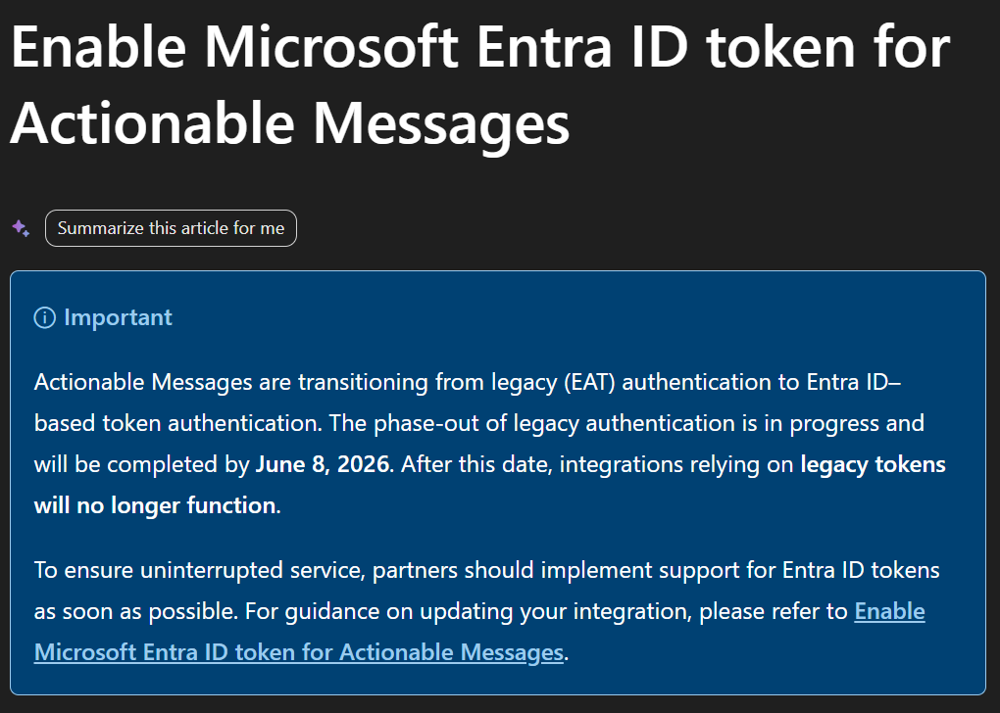 Enable Microsoft Entra ID token for
Actionable Messages
Summarize this article for me
Important
Actionable Messages are transitioning from legacy (EAT) authentication to Entra ID–
based token authentication. The phase-out of legacy authentication is in progress and
will be completed by June 8, 2026. After this date, integrations relying on legacy tokens
will no longer function.
To ensure uninterrupted service, partners should implement support for Entra ID tokens
as soon as possible. For guidance on updating your integration, please refer to Enable
Microsoft Entra ID token for Actionable Messages.